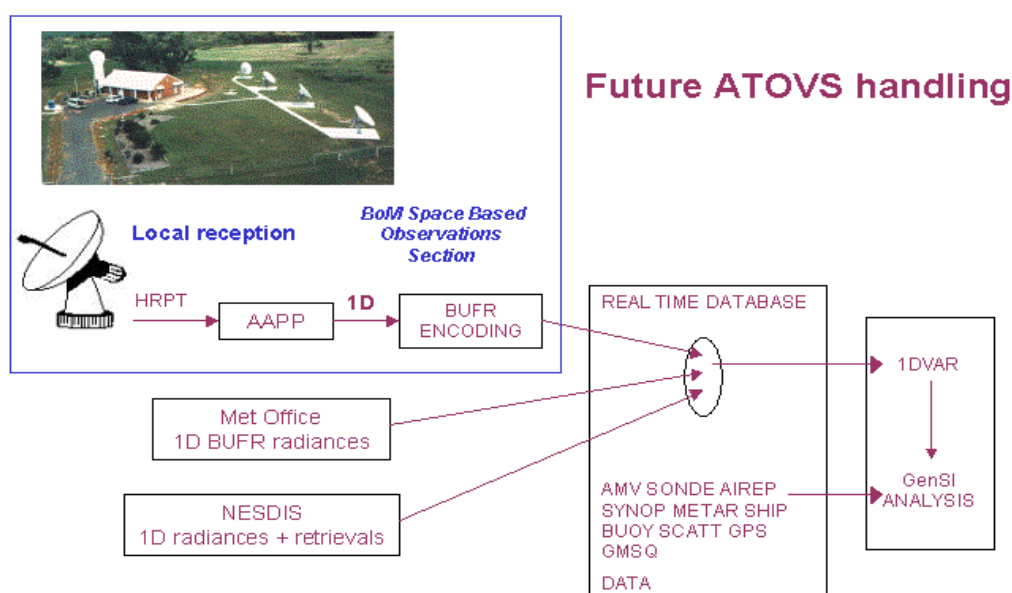 Future ATOVS handling
BoM Space Based
Observations
Section
Local reception
HRPT
AAPP
1D
BUFR
ENCODING
Met Office
1D BUFR radiances
NESDIS
1D radiances + retrievals
REAL TIME DATABASE
AMV SONDE AIREP
SYNOP METAR SHIP
BUOY SCATT GPS
GMSQ
DATA
1DVAR
GenSI
ANALYSIS